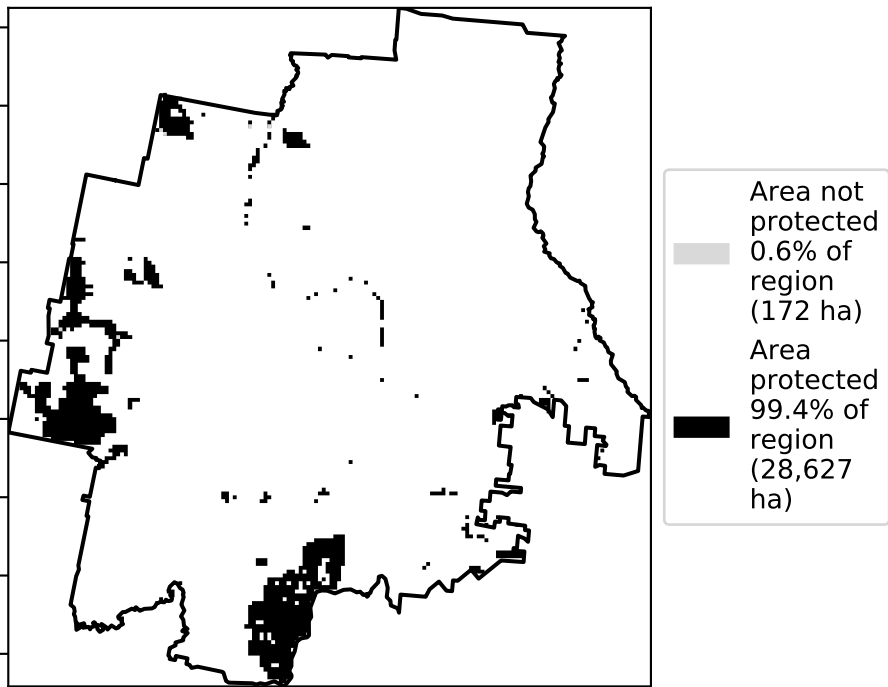 Area not
protected
0.6% of
region
(172 ha)
Area
protected
99.4% of
region
(28,627
ha)